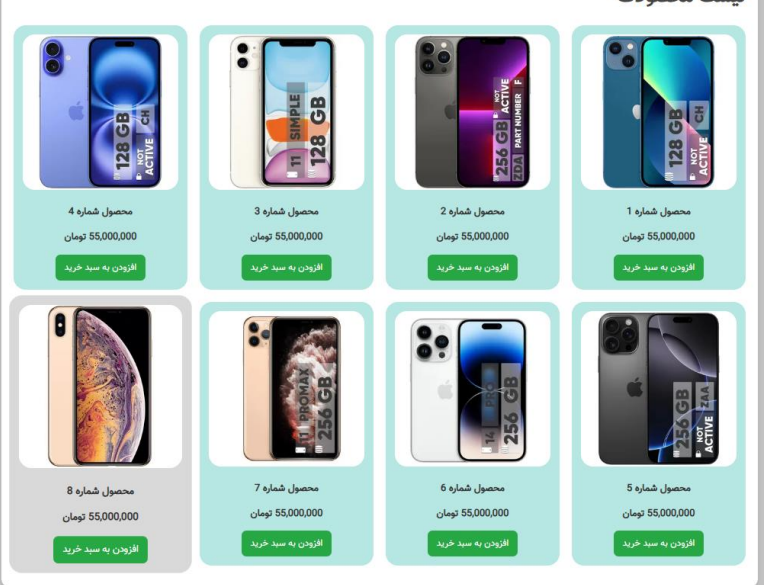 لیست محصولات
NOT ACTIVE
CH
128 GB
محصول شماره 1
55,000,000 تومان
افزودن به سبد خرید
NOT ACTIVE
PART NUMBER F
256 GB
ZDA
محصول شماره 2
55,000,000 تومان
افزودن به سبد خرید
11 SIMPLE
128 GB
محصول شماره 3
55,000,000 تومان
افزودن به سبد خرید
128 GB
CH
NOT ACTIVE
محصول شماره 4
55,000,000 تومان
افزودن به سبد خرید
256 GB
ZAA
NOT ACTIVE
محصول شماره 5
55,000,000 تومان
افزودن به سبد خرید
14 PRO
256 GB
محصول شماره 6
55,000,000 تومان
افزودن به سبد خرید
11 PROMAX
256 GB
محصول شماره 7
55,000,000 تومان
افزودن به سبد خرید
محصول شماره 8
55,000,000 تومان
افزودن به سبد خرید